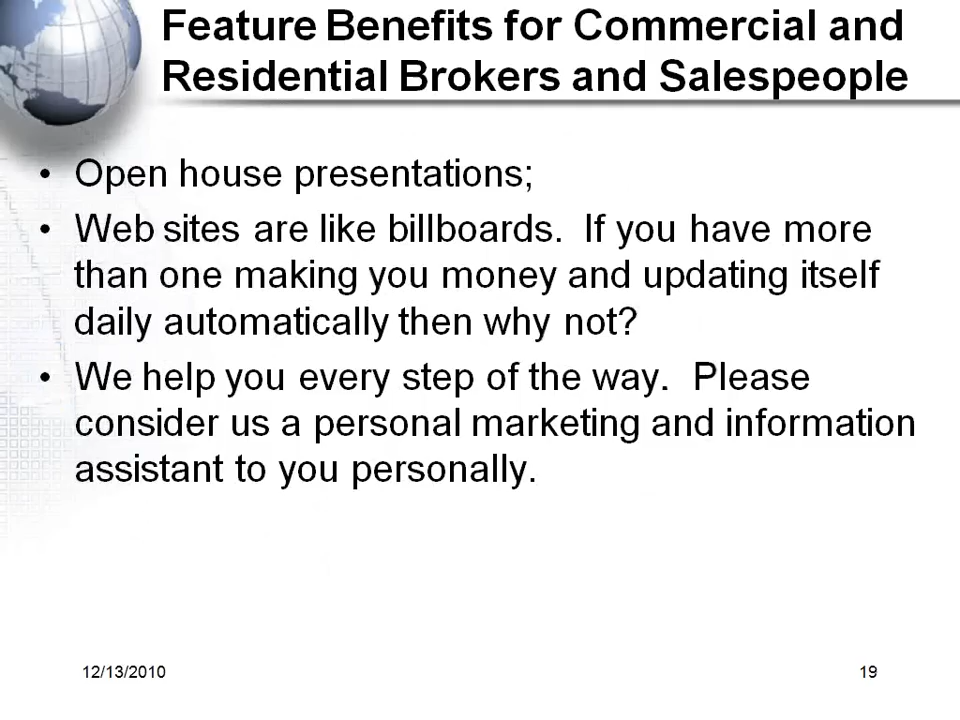 Feature Benefits for Commercial and
Residential Brokers and Salespeople
• Open house presentations;
• Web sites are like billboards.  If you have more
than one making you money and updating itself
daily automatically then why not?
• We help you every step of the way.  Please
consider us a personal marketing and information
assistant to you personally.
12/13/2010
19